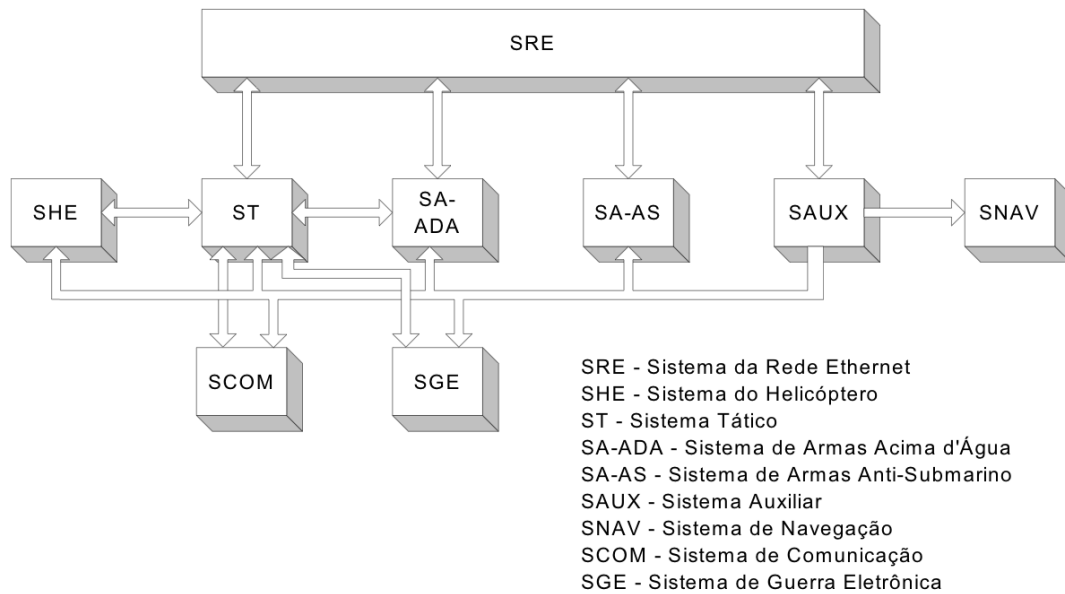 SRE
SHE
ST
SA-
ADA
SA-AS
SAUX
SNAV
SCOM
SGE
SRE - Sistema da Rede Ethernet
SHE - Sistema do Helicóptero
ST - Sistema Tático
SA-ADA - Sistema de Armas Acima d'Água
SA-AS - Sistema de Armas Anti-Submarino
SAUX - Sistema Auxiliar
SNAV - Sistema de Navegação
SCOM - Sistema de Comunicação
SGE - Sistema de Guerra Eletrônica